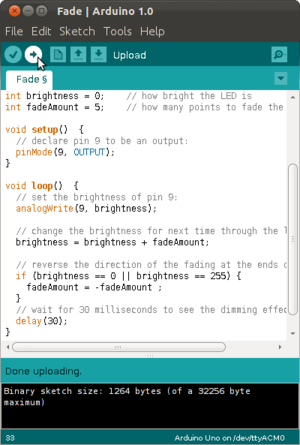 Fade | Arduino 1.0
File Edit Sketch Tools Help
Upload
Fade §
int brightness = 0;    // how bright the LED is
int fadeAmount = 5;    // how many points to fade the
void setup()  {
  // declare pin 9 to be an output:
  pinMode(9, OUTPUT);
}
void loop()  {
  // set the brightness of pin 9:
  analogWrite(9, brightness);
  // change the brightness for next time through the l
  brightness = brightness + fadeAmount;
  // reverse the direction of the fading at the ends o
  if (brightness == 0 || brightness == 255) {
    fadeAmount = -fadeAmount ;
  }
  // wait for 30 milliseconds to see the dimming effec
  delay(30);
}
Done uploading.
Binary sketch size: 1264 bytes (of a 32256 byte
maximum)
33
Arduino Uno on /dev/ttyACM0